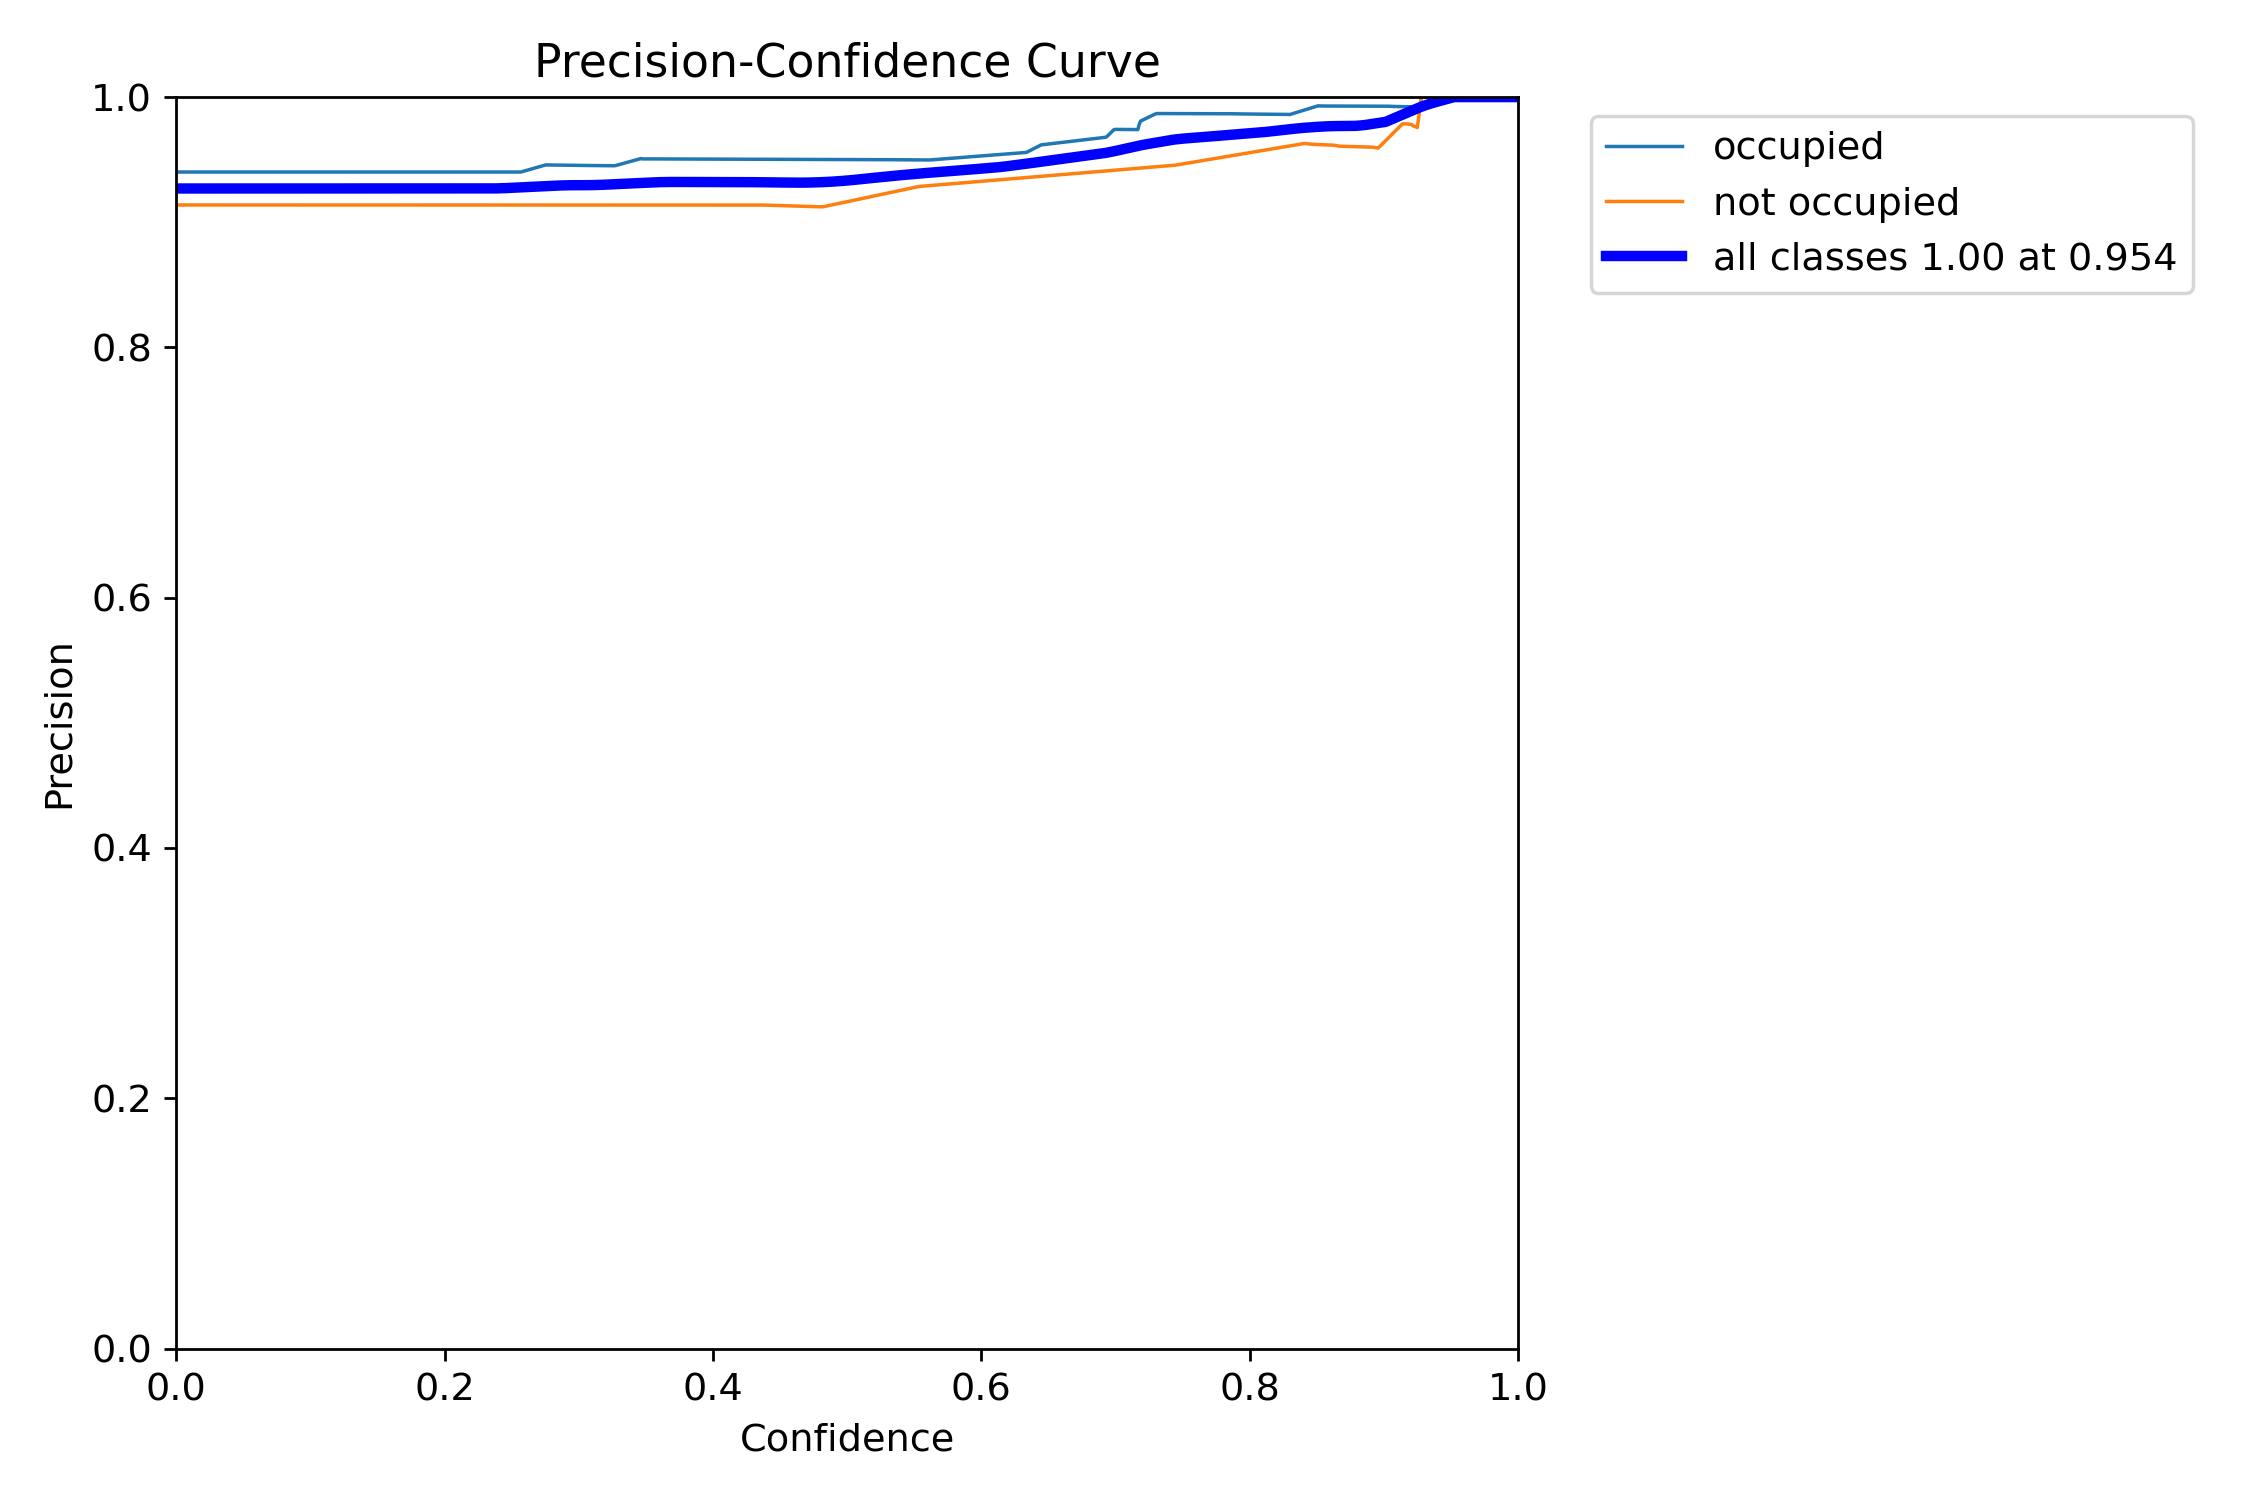 Precision-Confidence Curve
1.0
0.8
0.6
0.4
0.2
0.0
Precision
0.0 0.2 0.4 0.6 0.8 1.0
Confidence
occupied
not occupied
all classes 1.00 at 0.954